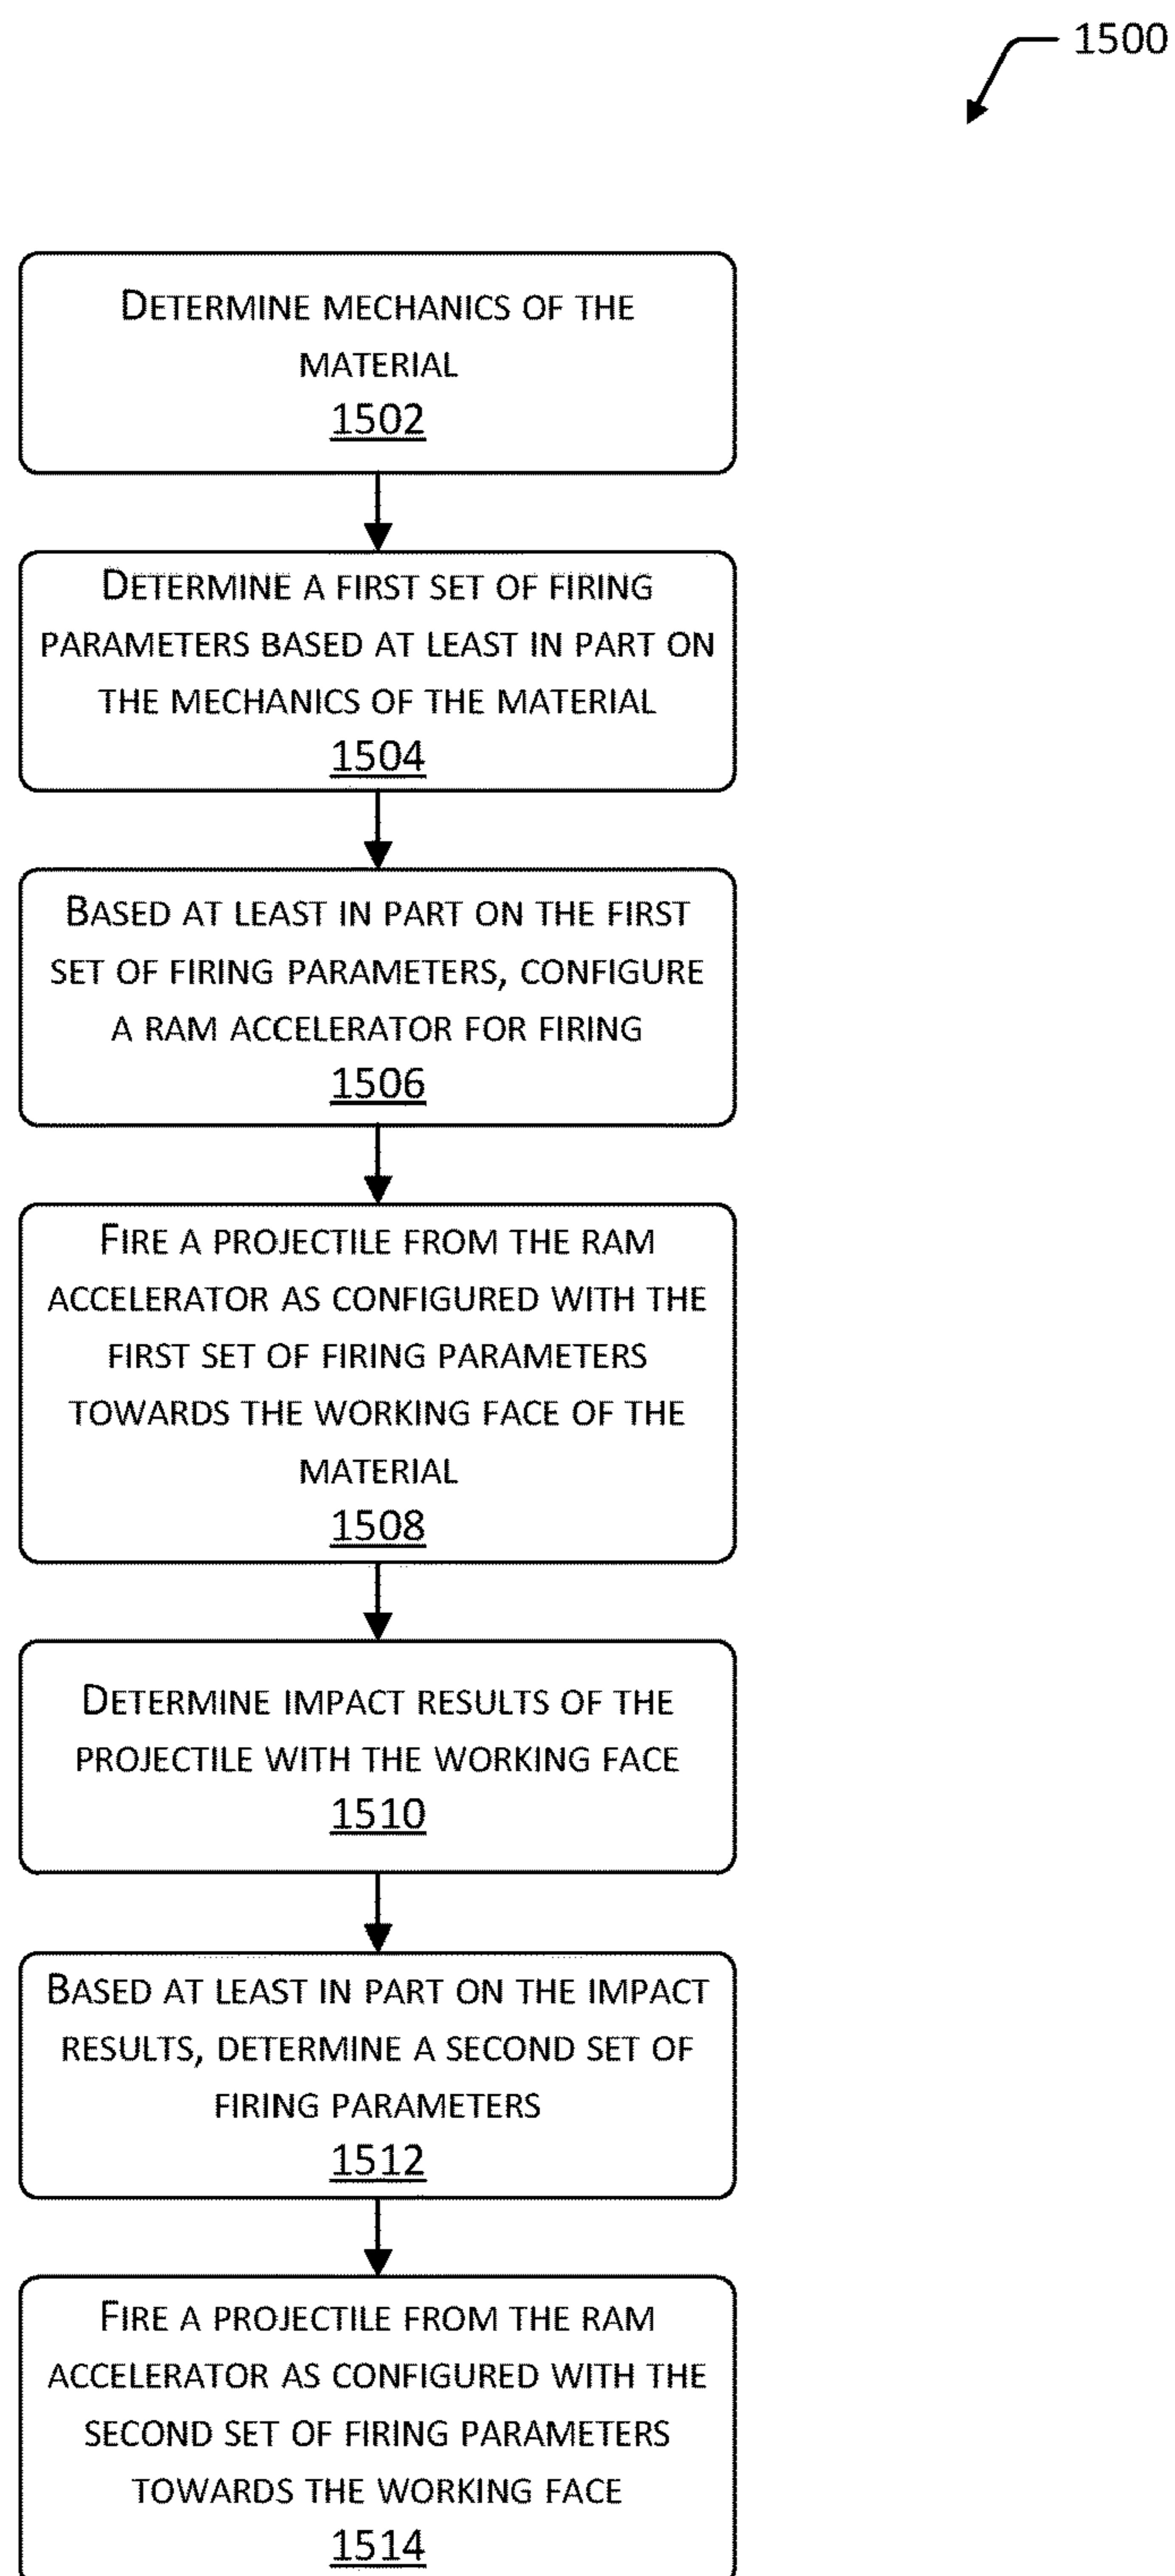 1500
DETERMINE MECHANICS OF THE
MATERIAL
1502
DETERMINE A FIRST SET OF FIRING
PARAMETERS BASED AT LEAST IN PART ON
THE MECHANICS OF THE MATERIAL
1504
BASED AT LEAST IN PART ON THE FIRST
SET OF FIRING PARAMETERS, CONFIGURE
A RAM ACCELERATOR FOR FIRING
1506
FIRE A PROJECTILE FROM THE RAM
ACCELERATOR AS CONFIGURED WITH THE
FIRST SET OF FIRING PARAMETERS
TOWARDS THE WORKING FACE OF THE
MATERIAL
1508
DETERMINE IMPACT RESULTS OF THE
PROJECTILE WITH THE WORKING FACE
1510
BASED AT LEAST IN PART ON THE IMPACT
RESULTS, DETERMINE A SECOND SET OF
FIRING PARAMETERS
1512
FIRE A PROJECTILE FROM THE RAM
ACCELERATOR AS CONFIGURED WITH THE
SECOND SET OF FIRING PARAMETERS
TOWARDS THE WORKING FACE
1514